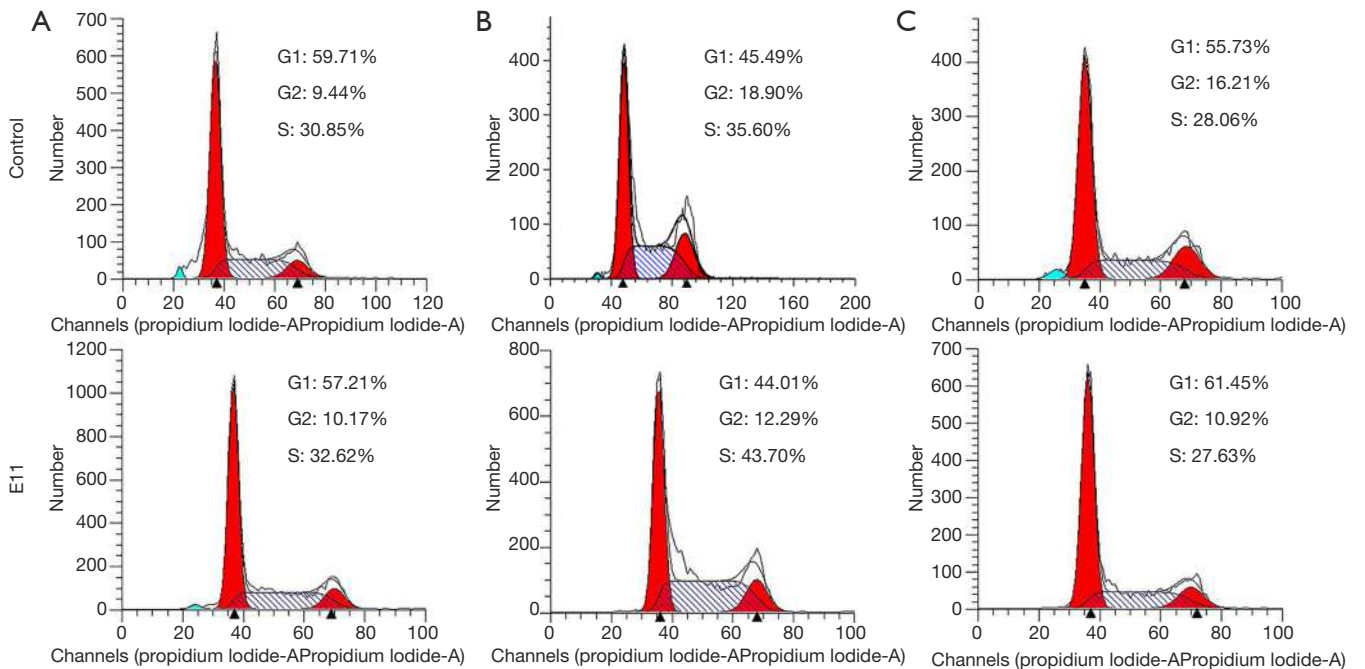 A
Control
Number
700
600
500
400
300
200
100
0
G1: 59.71%
G2: 9.44%
S: 30.85%
0 20 40 60 80 100 120
Channels (propidium Iodide-APropidium Iodide-A)
B
Number
400
300
200
100
0
G1: 45.49%
G2: 18.90%
S: 35.60%
0 40 80 120 160 200
Channels (propidium Iodide-APropidium Iodide-A)
C
Number
400
300
200
100
0
G1: 55.73%
G2: 16.21%
S: 28.06%
0 20 40 60 80 100
Channels (propidium Iodide-APropidium Iodide-A)
E11
Number
1200
1000
800
600
400
200
0
G1: 57.21%
G2: 10.17%
S: 32.62%
0 20 40 60 80 100
Channels (propidium Iodide-APropidium Iodide-A)
Number
800
600
400
200
0
G1: 44.01%
G2: 12.29%
S: 43.70%
0 20 40 60 80 100
Channels (propidium Iodide-APropidium Iodide-A)
Number
700
600
500
400
300
200
100
0
G1: 61.45%
G2: 10.92%
S: 27.63%
0 20 40 60 80 100
Channels (propidium Iodide-APropidium Iodide-A)